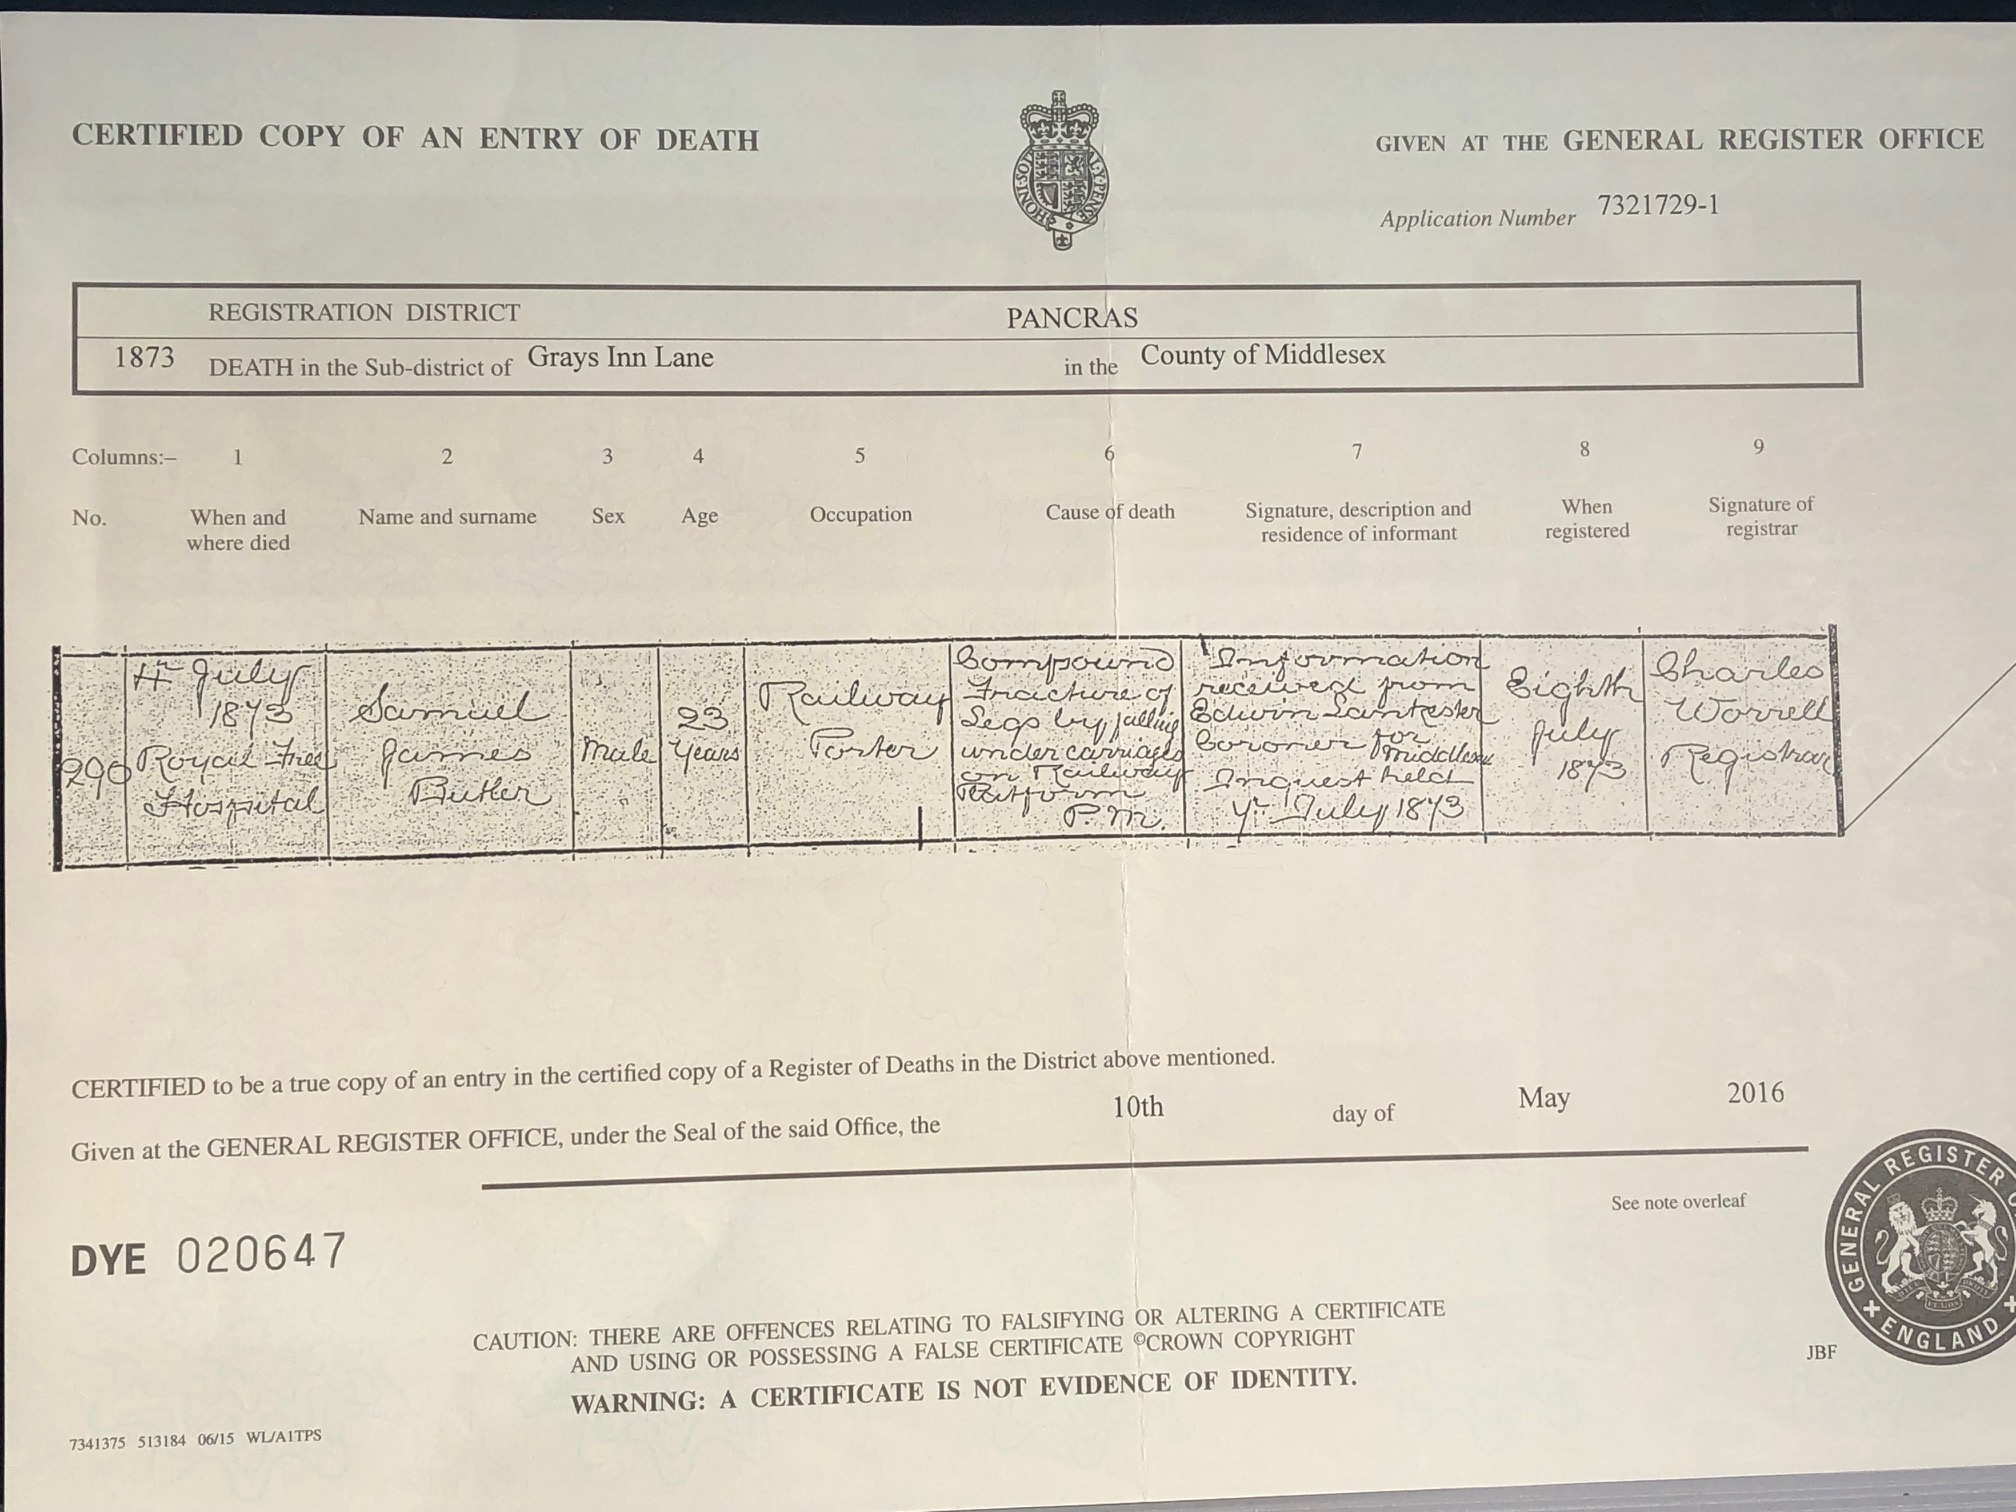 CERTIFIED COPY OF AN ENTRY OF DEATH
GIVEN AT THE GENERAL REGISTER OFFICE
Application Number 7321729-1
REGISTRATION DISTRICT PANCRAS
1873 DEATH in the Sub-district of Grays Inn Lane in the County of Middlesex
Columns:– 1 2 3 4 5 6 7 8 9
No.
When and
where died
Name and surname
Sex
Age
Occupation
Cause of death
Signature, description and
residence of informant
When
registered
Signature of
registrar
290
4th July
1873
Royal Free
Hospital
Samuel
James
Butler
Male
23
Years
Railway
Porter
Compound
Fracture of
Legs by falling
under carriages
on Railway
Platform
P.M.
Information
received from
Edwin Lankester
Coroner for
Middlesex
Inquest held
7th July 1873
Eighth
July
1873
Charles
Worrell
Registrar
CERTIFIED to be a true copy of an entry in the certified copy of a Register of Deaths in the District above mentioned.
Given at the GENERAL REGISTER OFFICE, under the Seal of the said Office, the 10th day of May 2016
See note overleaf
DYE 020647
GENERAL REGISTER
ENGLAND
CAUTION: THERE ARE OFFENCES RELATING TO FALSIFYING OR ALTERING A CERTIFICATE
AND USING OR POSSESSING A FALSE CERTIFICATE ©CROWN COPYRIGHT
WARNING: A CERTIFICATE IS NOT EVIDENCE OF IDENTITY.
JBF
7341375 513184 06/15 WL/A1TPS